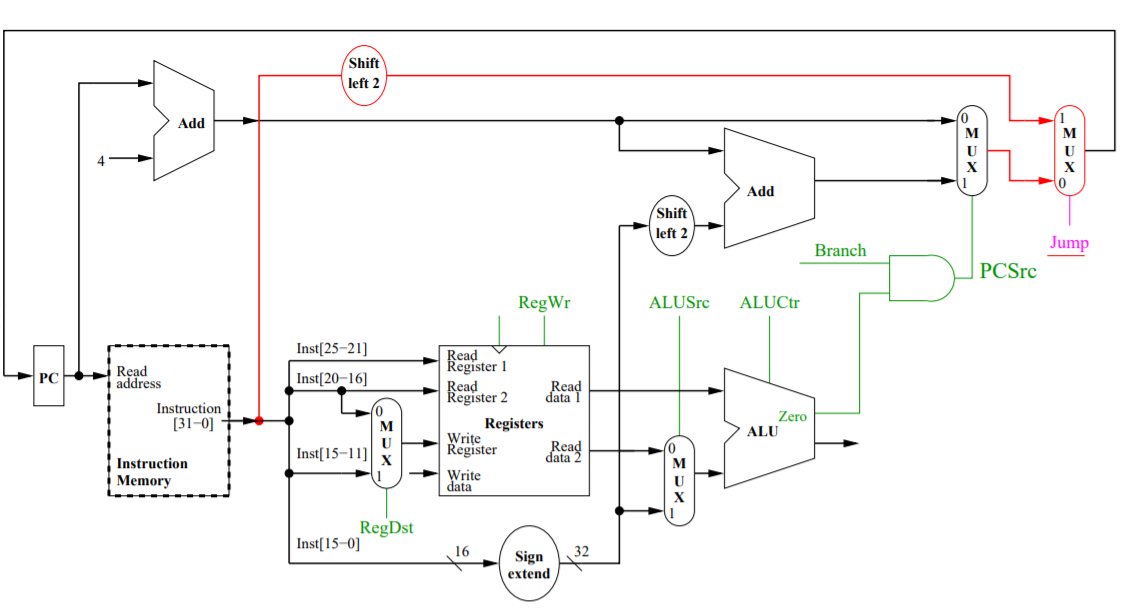 Shift
left 2
Add
4
0
M
U
X
1
1
M
U
X
0
Add
Shift
left 2
Jump
Branch
PCSrc
RegWr
ALUSrc
ALUCtr
PC
Read
address
Instruction
[31−0]
Instruction
Memory
Inst[25−21]
Inst[20−16]
Inst[15−11]
Inst[15−0]
0
M
U
X
1
RegDst
Read
Register 1
Read
Register 2
Read
data 1
Registers
Write
Register
Read
data 2
Write
data
0
M
U
X
1
Zero
ALU
16
Sign
extend
32